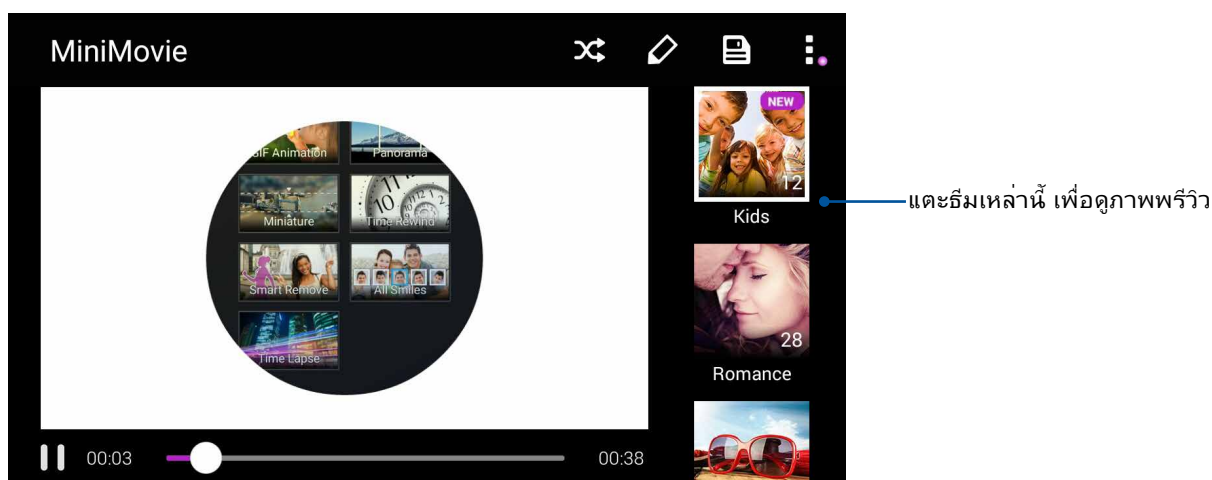 MiniMovie
GIF Animation
Panorama
Miniature
Time Rewind
Smart Remove
All Smiles
Time Lapse
00:03
00:38
NEW
12
Kids
28
Romance
แตะธีมเหล่านี้ เพื่อดูภาพพรีวิว